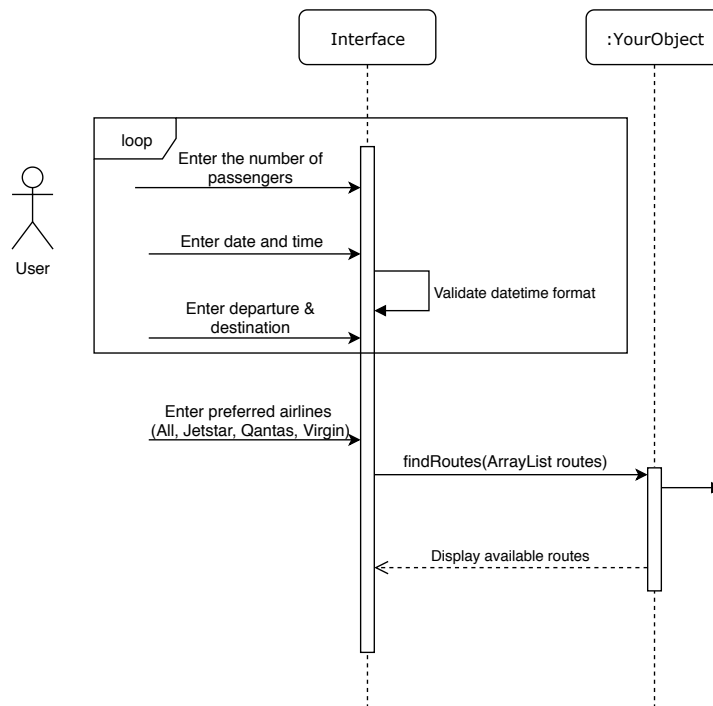 Interface
:YourObject
loop
Enter the number of
passengers
User
Enter date and time
Validate datetime format
Enter departure &
destination
Enter preferred airlines
(All, Jetstar, Qantas, Virgin)
findRoutes(ArrayList routes)
Display available routes